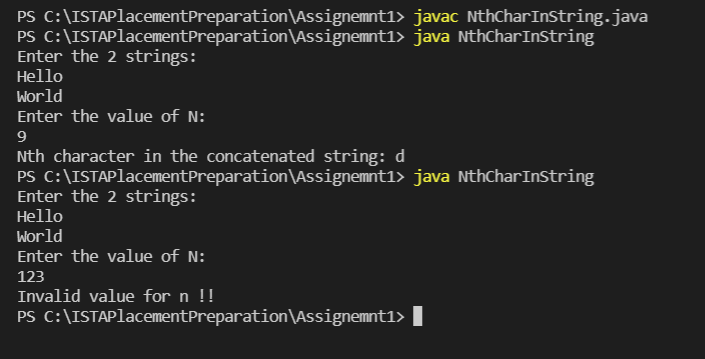 PS C:\ISTAPlacementPreparation\Assignemnt1> javac NthCharInString.java
PS C:\ISTAPlacementPreparation\Assignemnt1> java NthCharInString
Enter the 2 strings:
Hello
World
Enter the value of N:
9
Nth character in the concatenated string: d
PS C:\ISTAPlacementPreparation\Assignemnt1> java NthCharInString
Enter the 2 strings:
Hello
World
Enter the value of N:
123
Invalid value for n !!
PS C:\ISTAPlacementPreparation\Assignemnt1>